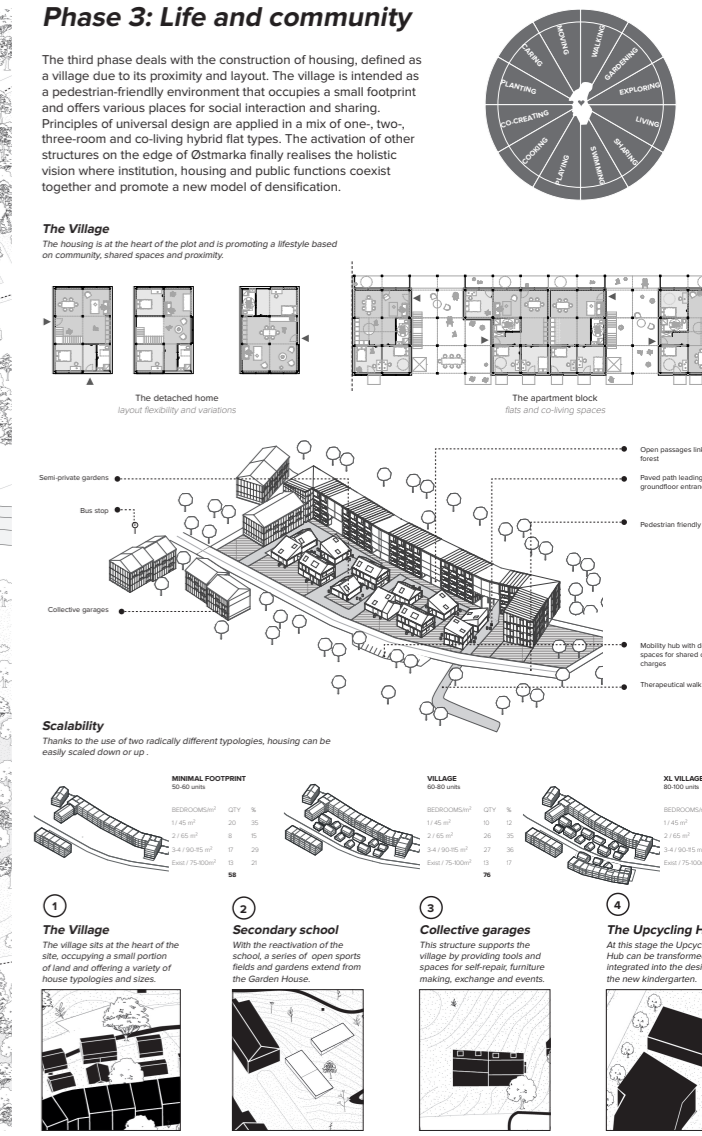 Phase 3: Life and community
The third phase deals with the construction of housing, defined as
a village due to its proximity and layout. The village is intended as
a pedestrian-friendlly environment that occupies a small footprint
and offers various places for social interaction and sharing.
Principles of universal design are applied in a mix of one-, two-,
three-room and co-living hybrid flat types. The activation of other
structures on the edge of Østmarka finally realises the holistic
vision where institution, housing and public functions coexist
together and promote a new model of densification.
MOVING
WALKING
GARDENING
EXPLORING
LIVING
SHARING
SWIMMING
PLAYING
COOKING
CO-CREATING
PLANTING
CARING
The Village
The housing is at the heart of the plot and is promoting a lifestyle based
on community, shared spaces and proximity.
The detached home
layout flexibility and variations
The apartment block
flats and co-living spaces
Semi-private gardens
Bus stop
Collective garages
Open passages lin
forest
Paved path leading
groundfloor entran
Pedestrian friendly
Mobility hub with d
spaces for shared c
charges
Therapeutical walk
Scalability
Thanks to the use of two radically different typologies, housing can be
easily scaled down or up .
MINIMAL FOOTPRINT
50-60 units
BEDROOMS/m² QTY %
1 / 45 m² 20 35
2 / 65 m² 8 15
3-4 / 90-115 m² 17 29
Exist / 75-100m² 13 21
58
VILLAGE
60-80 units
BEDROOMS/m² QTY %
1 / 45 m² 10 12
2 / 65 m² 26 35
3-4 / 90-115 m² 27 36
Exist / 75-100m² 13 17
76
XL VILLAGE
80-100 units
BEDROOMS/m
1 / 45 m²
2 / 65 m²
3-4 / 90-115 m
Exist / 75-100m
1
The Village
The village sits at the heart of the
site, occupying a small portion
of land and offering a variety of
house typologies and sizes.
2
Secondary school
With the reactivation of the
school, a series of open sports
fields and gardens extend from
the Garden House.
3
Collective garages
This structure supports the
village by providing tools and
spaces for self-repair, furniture
making, exchange and events.
4
The Upcycling H
At this stage the Upcyc
Hub can be transforme
integrated into the desi
the new kindergarten.